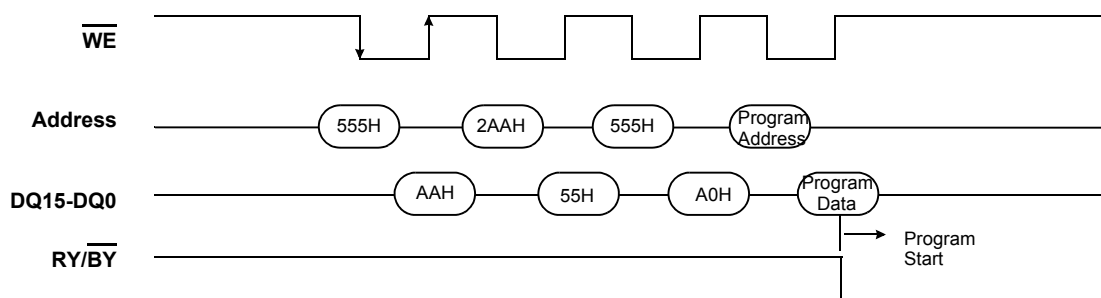 WE
Address
555H
2AAH
555H
Program
Address
DQ15-DQ0
AAH
55H
A0H
Program
Data
RY/BY
Program
Start